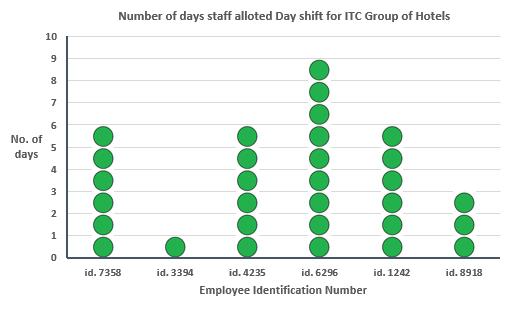 Number of days staff alloted Day shift for ITC Group of Hotels
10
9
8
7
6
5
4
3
2
1
0
No. of
days
id. 7358 id. 3394 id. 4235 id. 6296 id. 1242 id. 8918
Employee Identification Number